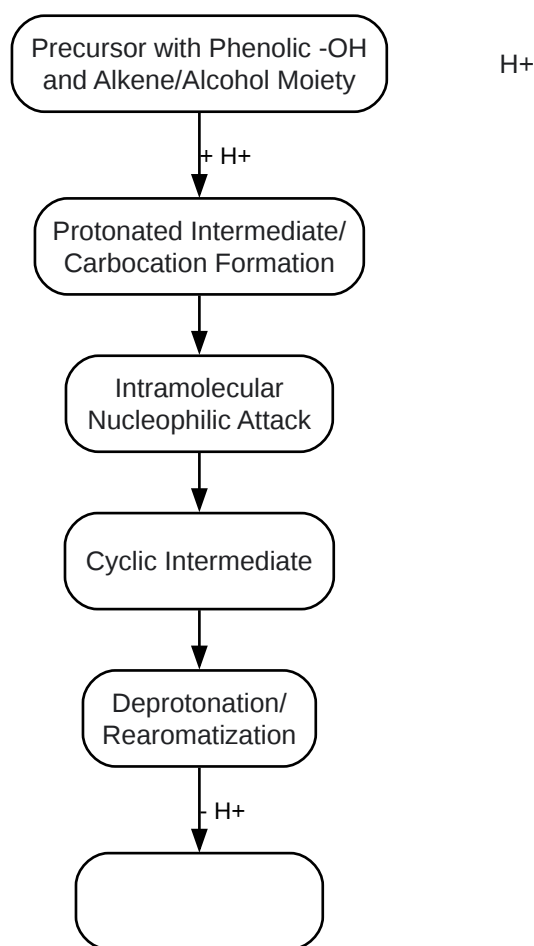 Precursor with Phenolic -OH
and Alkene/Alcohol Moiety
H+
+ H+
Protonated Intermediate/
Carbocation Formation
Intramolecular
Nucleophilic Attack
Cyclic Intermediate
Deprotonation/
Rearomatization
- H+